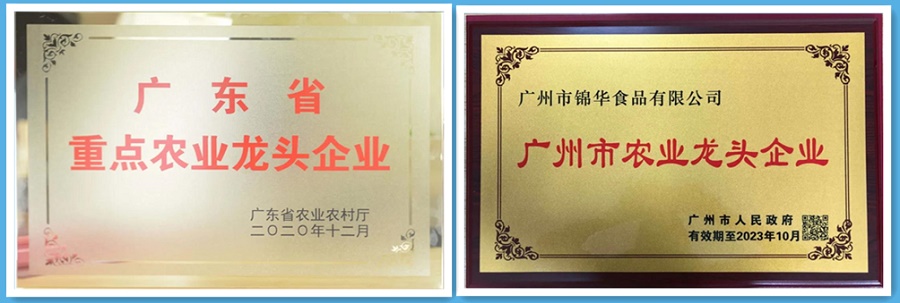 广东省
重点农业龙头企业
广东省农业农村厅
二〇二〇年十二月
广州市锦华食品有限公司
广州市农业龙头企业
广州市人民政府
有效期至2023年10月